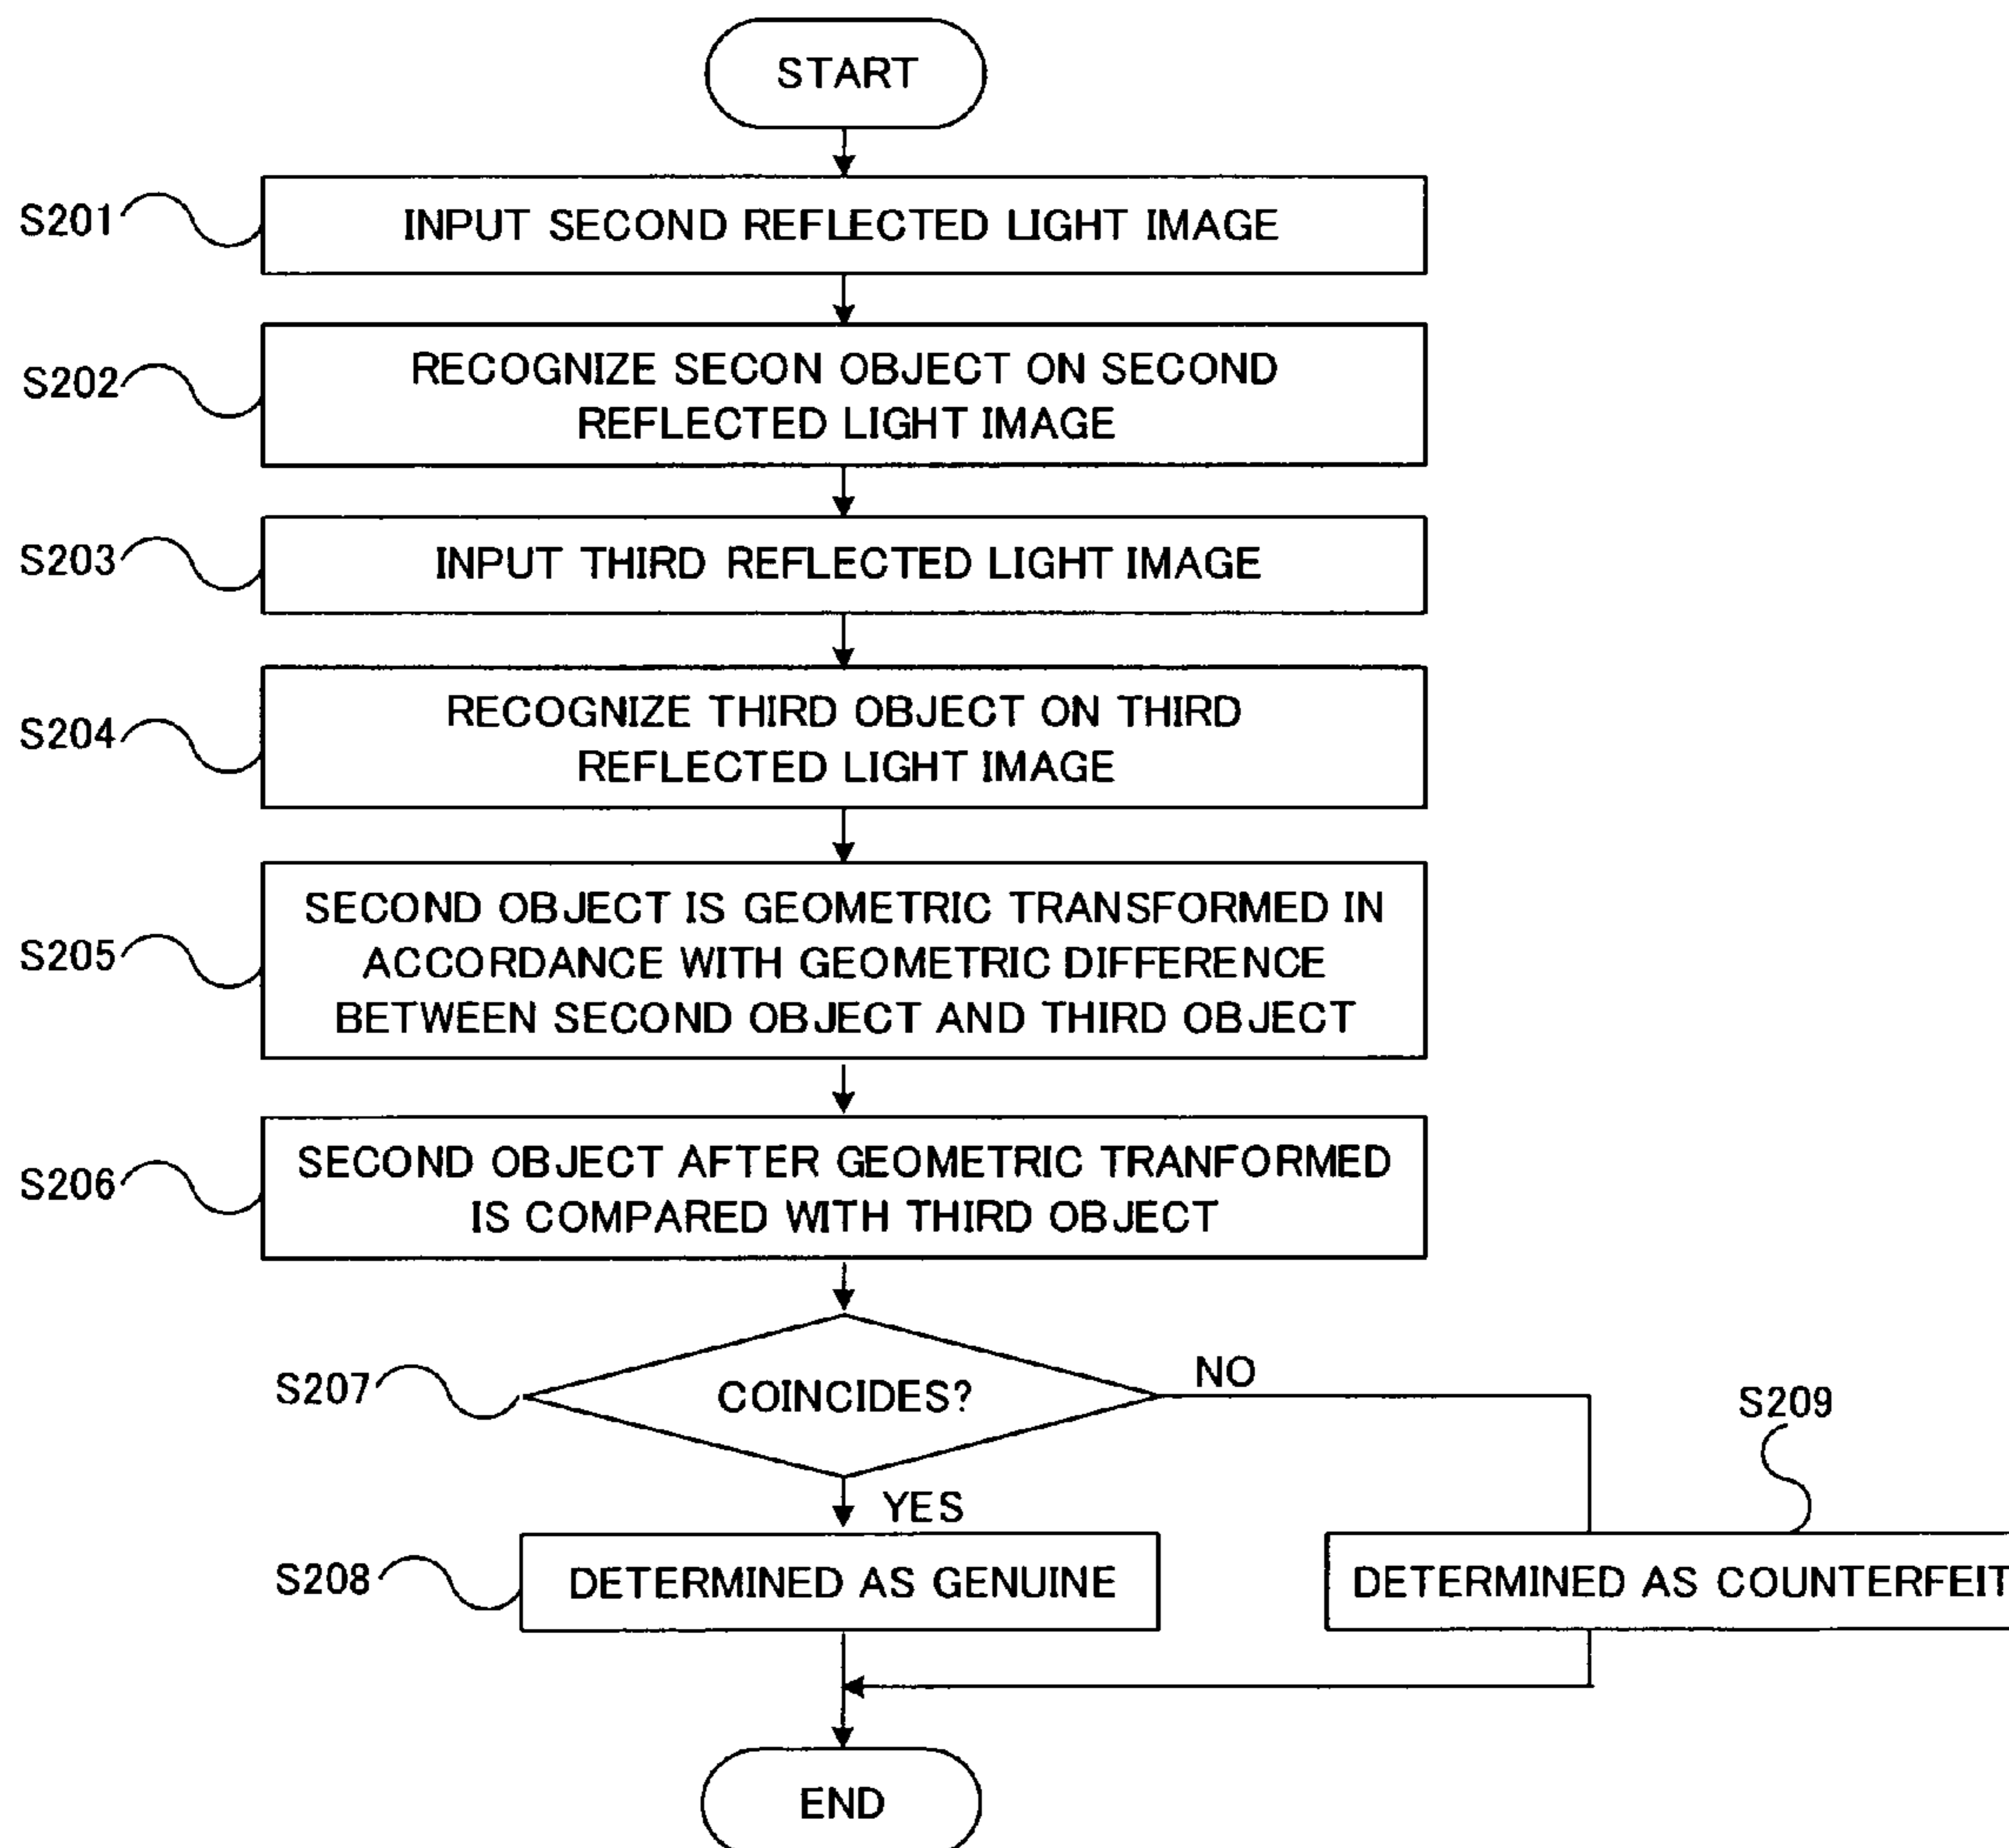 START
S201
INPUT SECOND REFLECTED LIGHT IMAGE
S202
RECOGNIZE SECON OBJECT ON SECOND
REFLECTED LIGHT IMAGE
S203
INPUT THIRD REFLECTED LIGHT IMAGE
S204
RECOGNIZE THIRD OBJECT ON THIRD
REFLECTED LIGHT IMAGE
S205
SECOND OBJECT IS GEOMETRIC TRANSFORMED IN
ACCORDANCE WITH GEOMETRIC DIFFERENCE
BETWEEN SECOND OBJECT AND THIRD OBJECT
S206
SECOND OBJECT AFTER GEOMETRIC TRANFORMED
IS COMPARED WITH THIRD OBJECT
S207
COINCIDES?
NO
YES
S208
DETERMINED AS GENUINE
S209
DETERMINED AS COUNTERFEIT
END